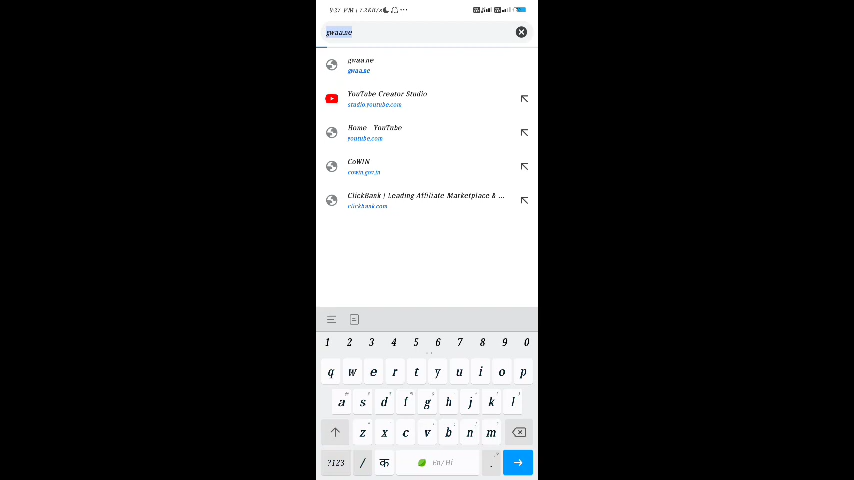 gwaa.ne
gwaa.ne
gwaa.ne
YouTube Creator Studio
studio.youtube.com
Home - YouTube
youtube.com
CoWIN
cowin.gov.in
ClickBank | Leading Affiliate Marketplace & ...
clickbank.com
1 2 3 4 5 6 7 8 9 0
q w e r t y u i o p
a s d f g h j k l
z x c v b n m
?123 / क En/Hi .